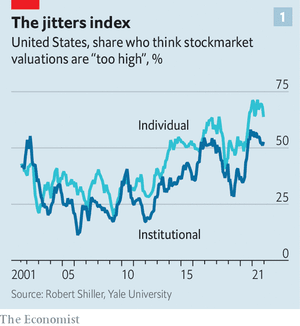 The jitters index
1
United States, share who think stockmarket
valuations are “too high”, %
75
Individual
50
25
Institutional
0
2001 05 10 15 21
Source: Robert Shiller, Yale University
The Economist